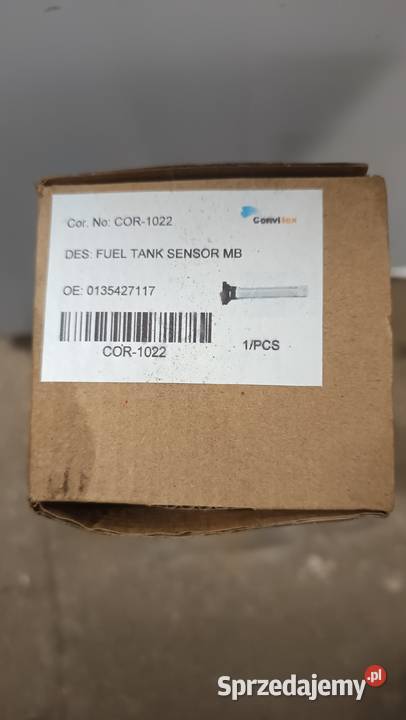 Cor. No: COR-1022
Convitex
DES: FUEL TANK SENSOR MB
OE: 0135427117
COR-1022
1/PCS
Sprzedajemy.pl